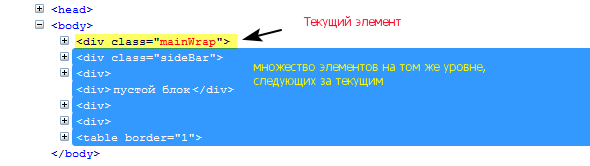 <head>
<body>
<div class="mainWrap">
Текущий элемент
<div class="sideBar">
<div>
<div>пустой блок</div>
<div>
<div>
<table border="1">
</body>
множество элементов на том же уровне,
следующих за текущим